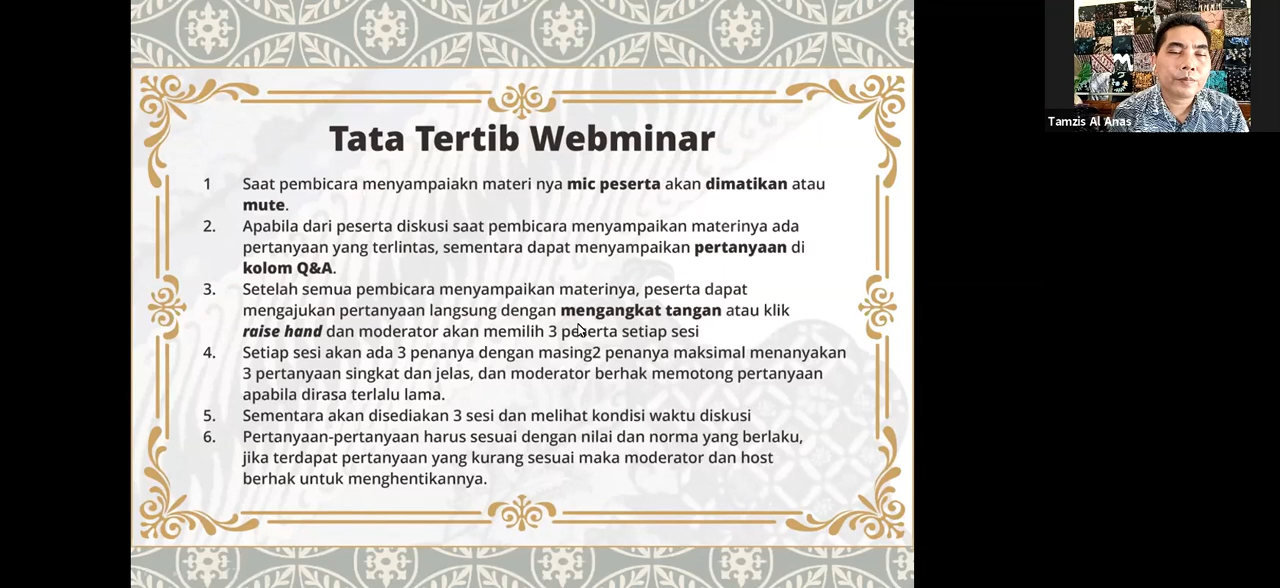 Tata Tertib Webminar
1 Saat pembicara menyampaiakn materi nya mic peserta akan dimatikan atau
mute.
2. Apabila dari peserta diskusi saat pembicara menyampaikan materinya ada
pertanyaan yang terlintas, sementara dapat menyampaikan pertanyaan di
kolom Q&A.
3. Setelah semua pembicara menyampaikan materinya, peserta dapat
mengajukan pertanyaan langsung dengan mengangkat tangan atau klik
raise hand dan moderator akan memilih 3 peserta setiap sesi
4. Setiap sesi akan ada 3 penanya dengan masing2 penanya maksimal menanyakan
3 pertanyaan singkat dan jelas, dan moderator berhak memotong pertanyaan
apabila dirasa terlalu lama.
5. Sementara akan disediakan 3 sesi dan melihat kondisi waktu diskusi
6. Pertanyaan-pertanyaan harus sesuai dengan nilai dan norma yang berlaku,
jika terdapat pertanyaan yang kurang sesuai maka moderator dan host
berhak untuk menghentikannya.
Tamzis Al Anas